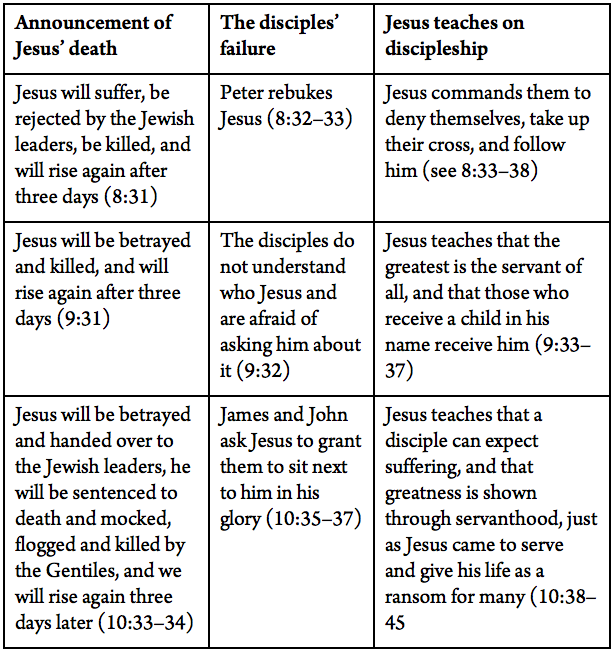 Announcement of
Jesus’ death
The disciples’
failure
Jesus teaches on
discipleship
Jesus will suffer, be
rejected by the Jewish
leaders, be killed, and
will rise again after
three days (8:31)
Peter rebukes
Jesus (8:32–33)
Jesus commands them to
deny themselves, take up
their cross, and follow
him (see 8:33–38)
Jesus will be betrayed
and killed, and will
rise again after three
days (9:31)
The disciples do
not understand
who Jesus and
are afraid of
asking him about
it (9:32)
Jesus teaches that the
greatest is the servant of
all, and that those who
receive a child in his
name receive him (9:33–
37)
Jesus will be betrayed
and handed over to
the Jewish leaders, he
will be sentenced to
death and mocked,
flogged and killed by
the Gentiles, and we
will rise again three
days later (10:33–34)
James and John
ask Jesus to grant
them to sit next
to him in his
glory (10:35–37)
Jesus teaches that a
disciple can expect
suffering, and that
greatness is shown
through servanthood, just
as Jesus came to serve
and give his life as a
ransom for many (10:38–
45